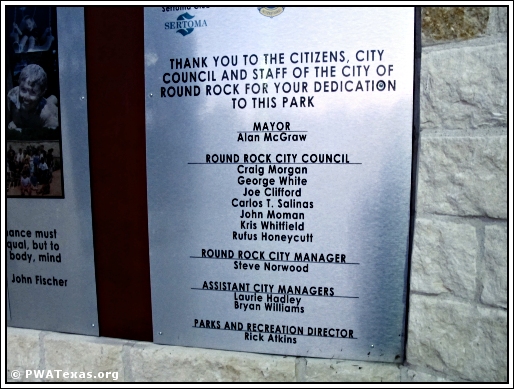 SERTOMA
THANK YOU TO THE CITIZENS, CITY
COUNCIL AND STAFF OF THE CITY OF
ROUND ROCK FOR YOUR DEDICATION
TO THIS PARK
MAYOR
Alan McGraw
ROUND ROCK CITY COUNCIL
Craig Morgan
George White
Joe Clifford
Carlos T. Salinas
John Moman
Kris Whitfield
Rufus Honeycutt
ROUND ROCK CITY MANAGER
Steve Norwood
ASSISTANT CITY MANAGERS
Laurie Hadley
Bryan Williams
PARKS AND RECREATION DIRECTOR
Rick Atkins
must
qual, but to
body, mind
John Fischer
© PWATexas.org